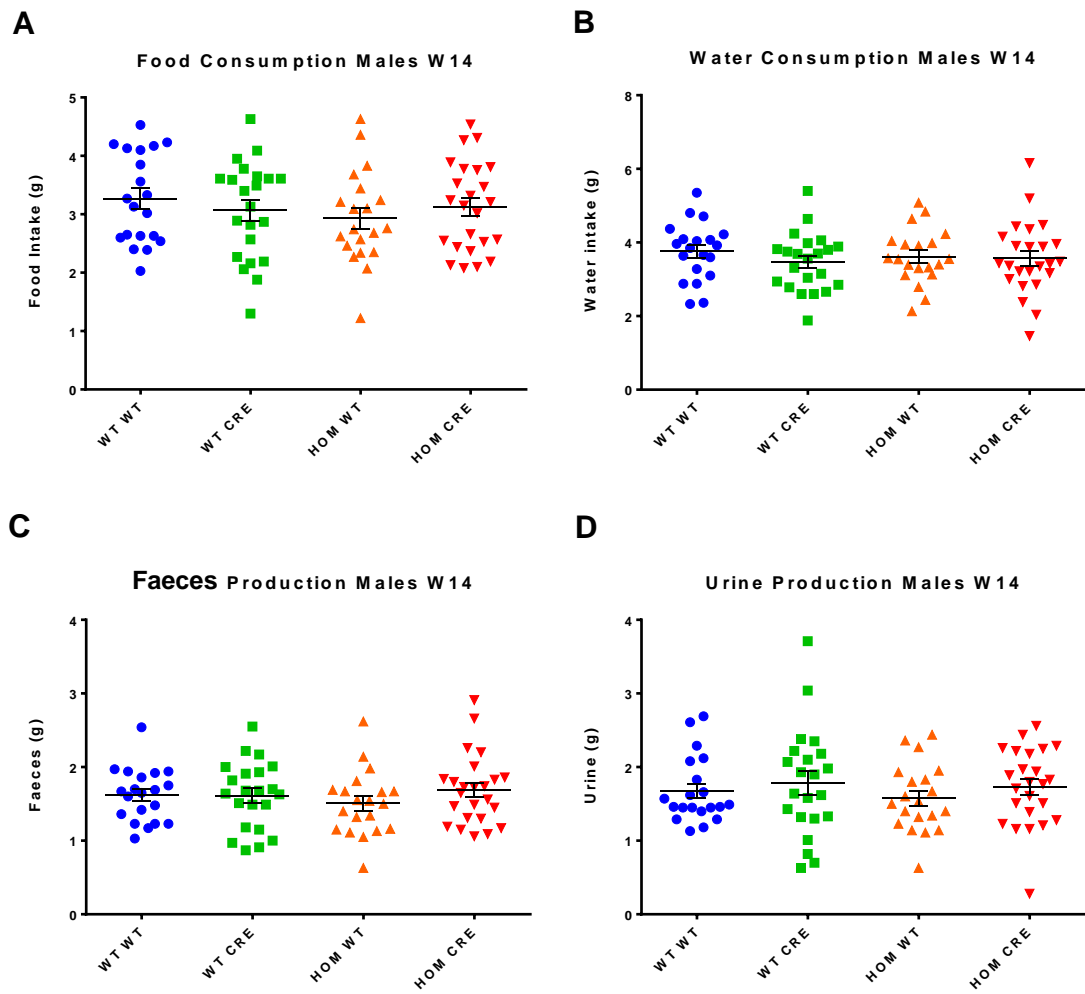 A
Food Consumption Males W14
Food Intake (g)
5
4
3
2
1
0
WT WT
WT CRE
HOM WT
HOM CRE
B
Water Consumption Males W14
Water Intake (g)
8
6
4
2
0
WT WT
WT CRE
HOM WT
HOM CRE
C
Faeces Production Males W14
Faeces (g)
4
3
2
1
0
WT WT
WT CRE
HOM WT
HOM CRE
D
Urine Production Males W14
Urine (g)
4
3
2
1
0
WT WT
WT CRE
HOM WT
HOM CRE